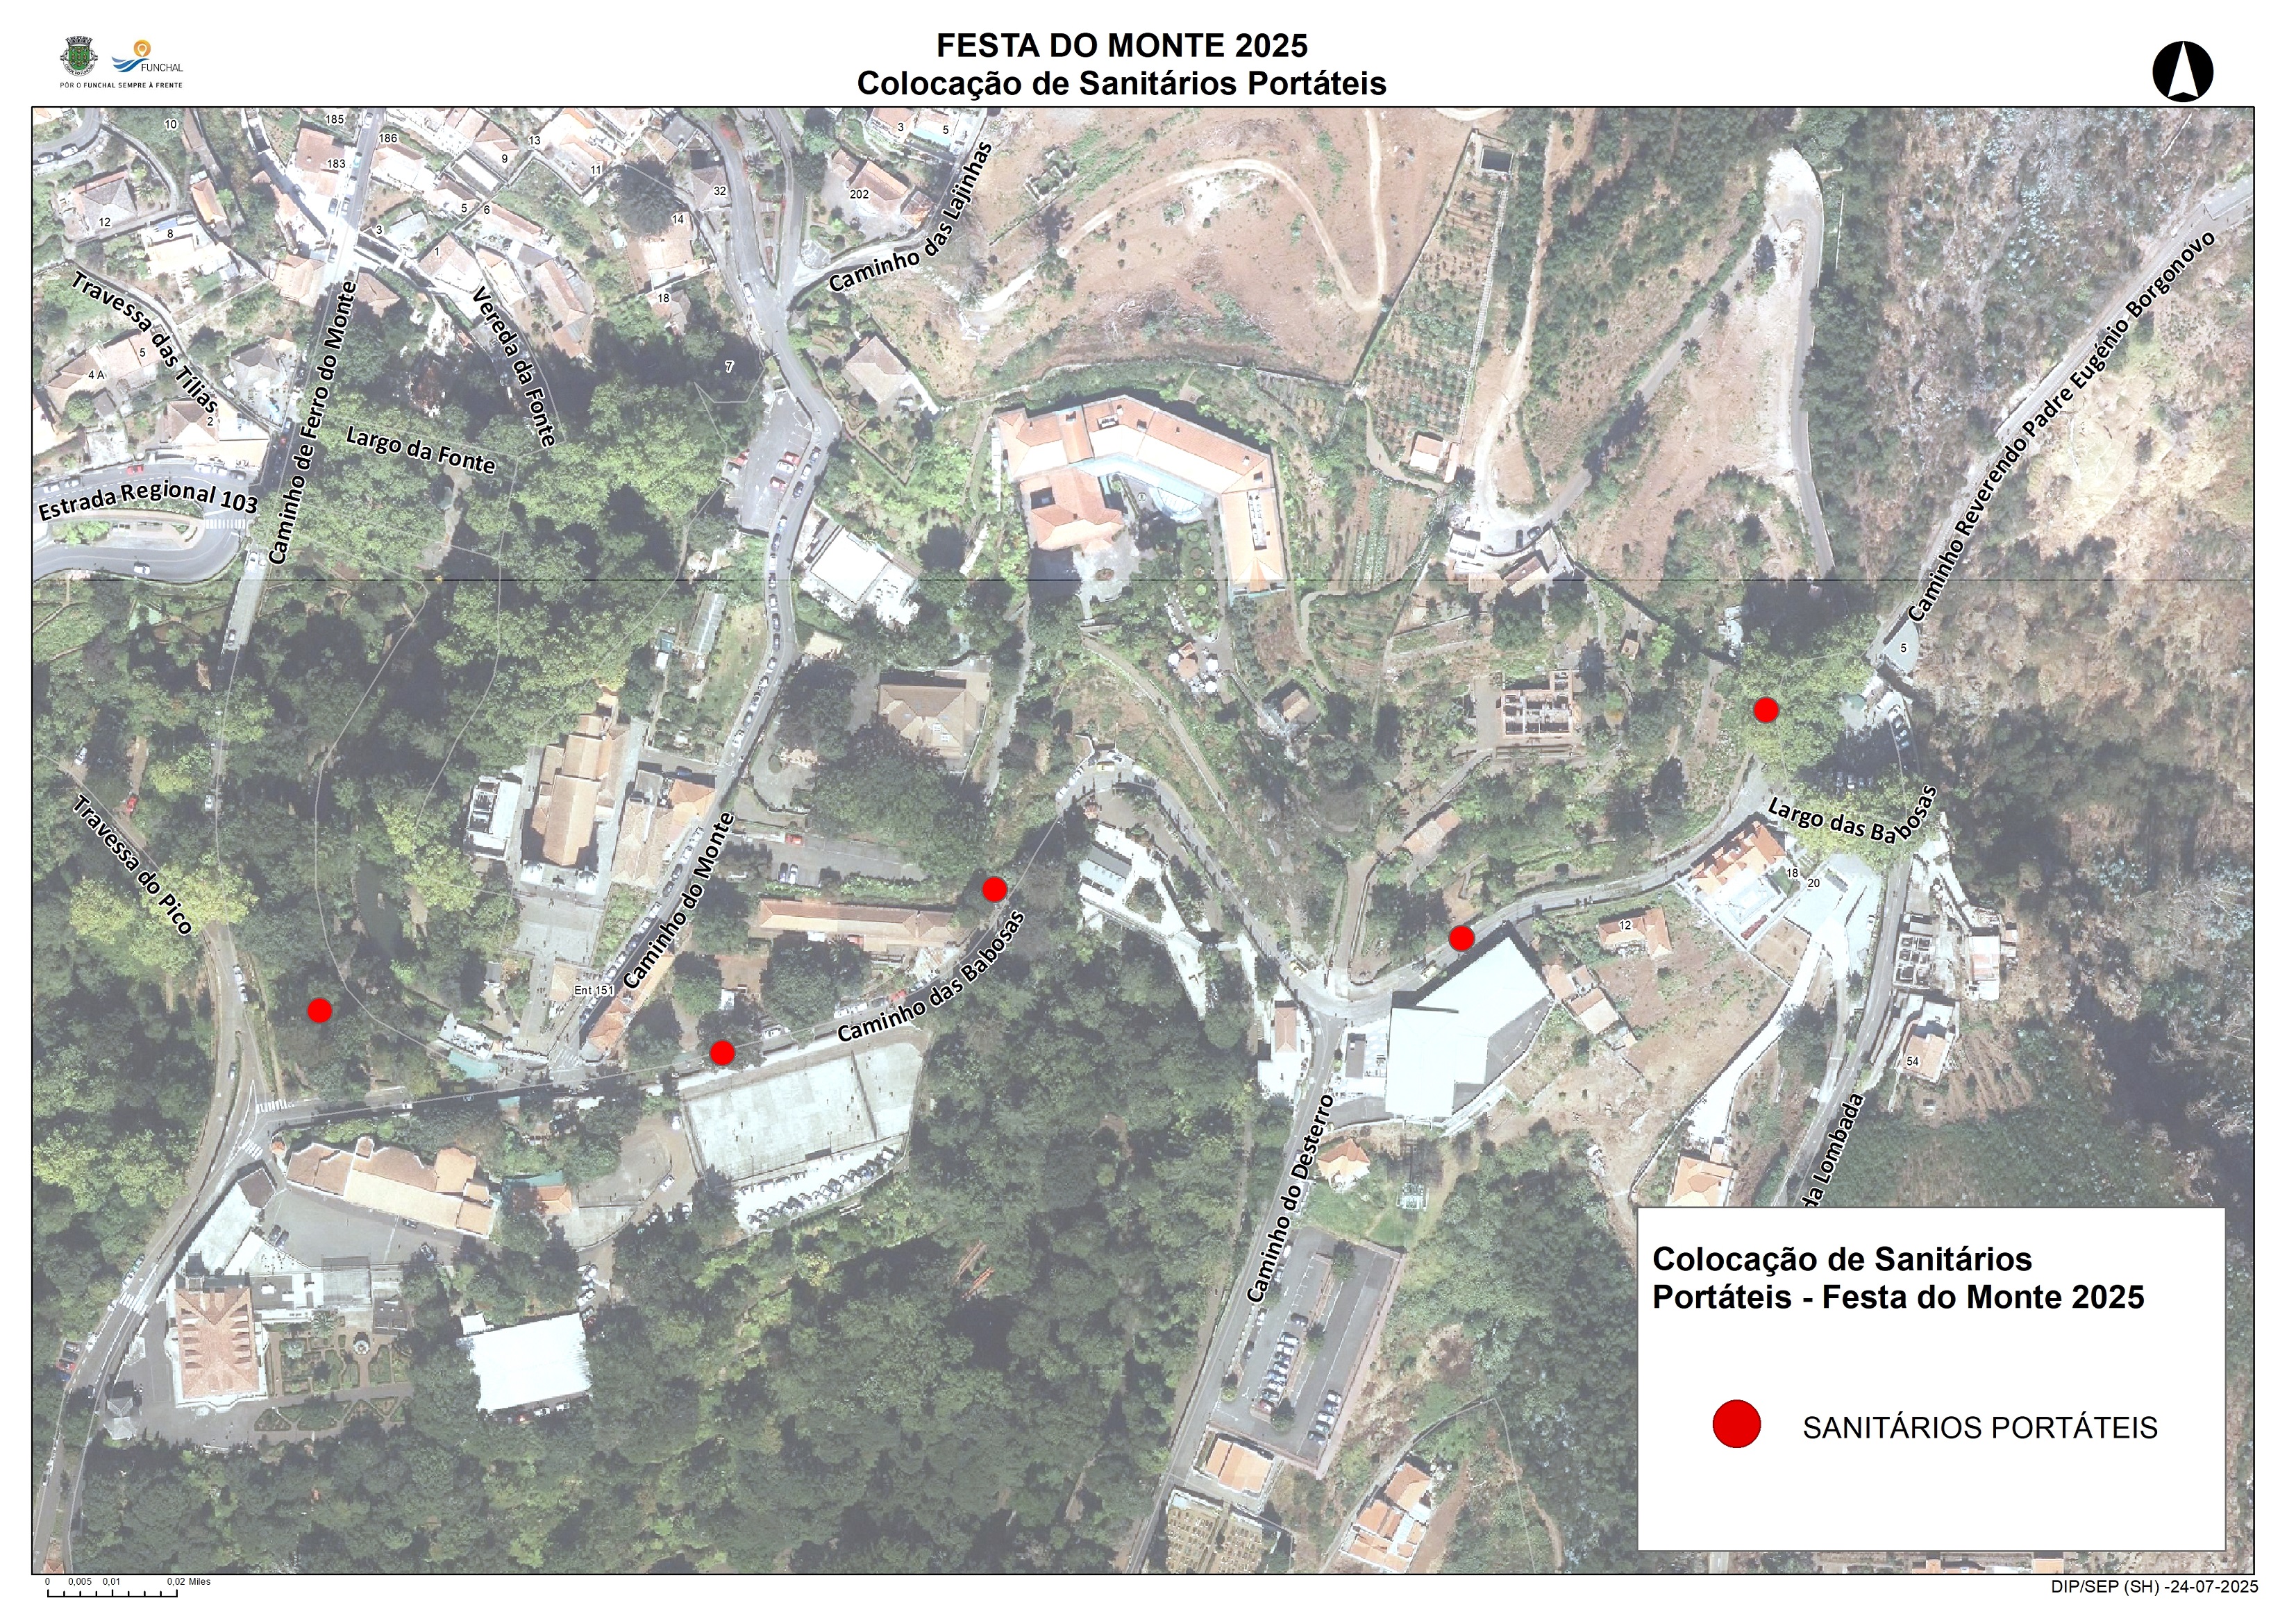 FESTA DO MONTE 2025
Colocação de Sanitários Portáteis
FUNCHAL
PÔR O FUNCHAL SEMPRE À FRENTE
10
185
186
183
13
9
11
3
5
32
202
12
8
5
6
3
1
14
18
7
Caminho das Lajinhas
Travessa das Tílias
5
4 A
2
Caminho de Ferro do Monte
Vereda da Fonte
Largo da Fonte
Estrada Regional 103
Caminho Reverendo Padre Eugénio Borgonovo
5
Travessa do Pico
Caminho do Monte
Ent 151
Caminho das Babosas
Largo das Babosas
18
20
12
54
Caminho do Desterro
da Lombada
Colocação de Sanitários
Portáteis - Festa do Monte 2025
SANITÁRIOS PORTÁTEIS
0 0,005 0,01 0,02 Miles
DIP/SEP (SH) -24-07-2025